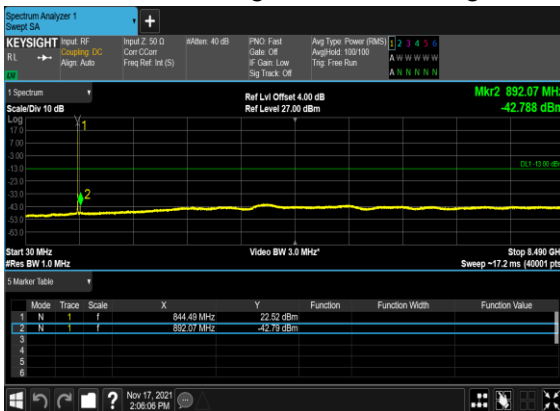 Spectrum Analyzer 1
Swept SA
KEYSIGHT Input: RF Input Z: 50 Ω #Atten: 40 dB PNO: Fast Avg Type: Power (RMS) 1 2 3 4 5 6
RL Coupling: DC Corr CCorr Gate: Off Avg|Hold: 100/100 A W W W W W
Align: Auto Freq Ref: Int (S) IF Gain: Low Trig: Free Run
Sig Track: Off A N N N N N
1 Spectrum Ref Lvl Offset 4.00 dB Mkr2 892.07 MHz
Scale/Div 10 dB Ref Level 27.00 dBm -42.788 dBm
Log
17.0 1
7.00
-3.00
-13.0 DL1 -13.00 dBm
-23.0
-33.0 2
-43.0
-53.0
-63.0
Start 30 MHz Video BW 3.0 MHz* Stop 8.490 GH
#Res BW 1.0 MHz Sweep ~17.2 ms (40001 pts
5 Marker Table
Mode Trace Scale X Y Function Function Width Function Value
1 N 1 f 844.49 MHz 22.52 dBm
2 N 1 f 892.07 MHz -42.79 dBm
3
4
5
6
? Nov 17, 2021
2:06:06 PM